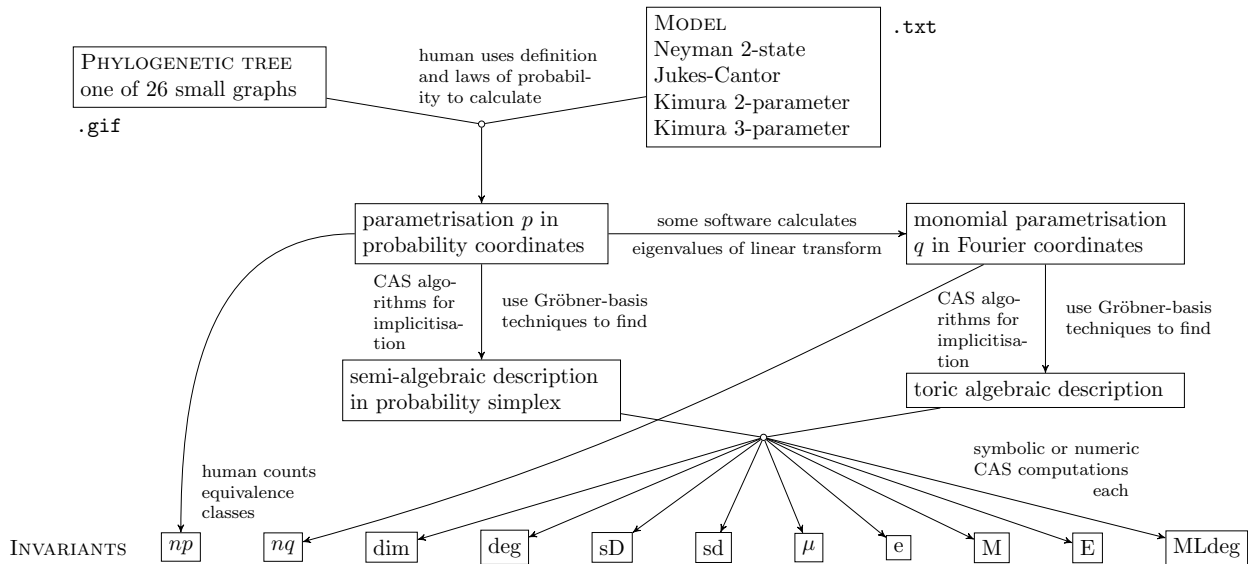 PHYLOGENETIC TREE
one of 26 small graphs
.gif
human uses definition
and laws of probabil-
ity to calculate
MODEL
Neyman 2-state
Jukes-Cantor
Kimura 2-parameter
Kimura 3-parameter
.txt
parametrisation p in
probability coordinates
some software calculates
eigenvalues of linear transform
monomial parametrisation
q in Fourier coordinates
CAS algo-
rithms for
implicitisa-
tion
use Gröbner-basis
techniques to find
CAS algo-
rithms for
implicitisa-
tion
use Gröbner-basis
techniques to find
semi-algebraic description
in probability simplex
toric algebraic description
human counts
equivalence
classes
symbolic or numeric
CAS computations
each
INVARIANTS np nq dim deg sD sd μ e M E MLdeg